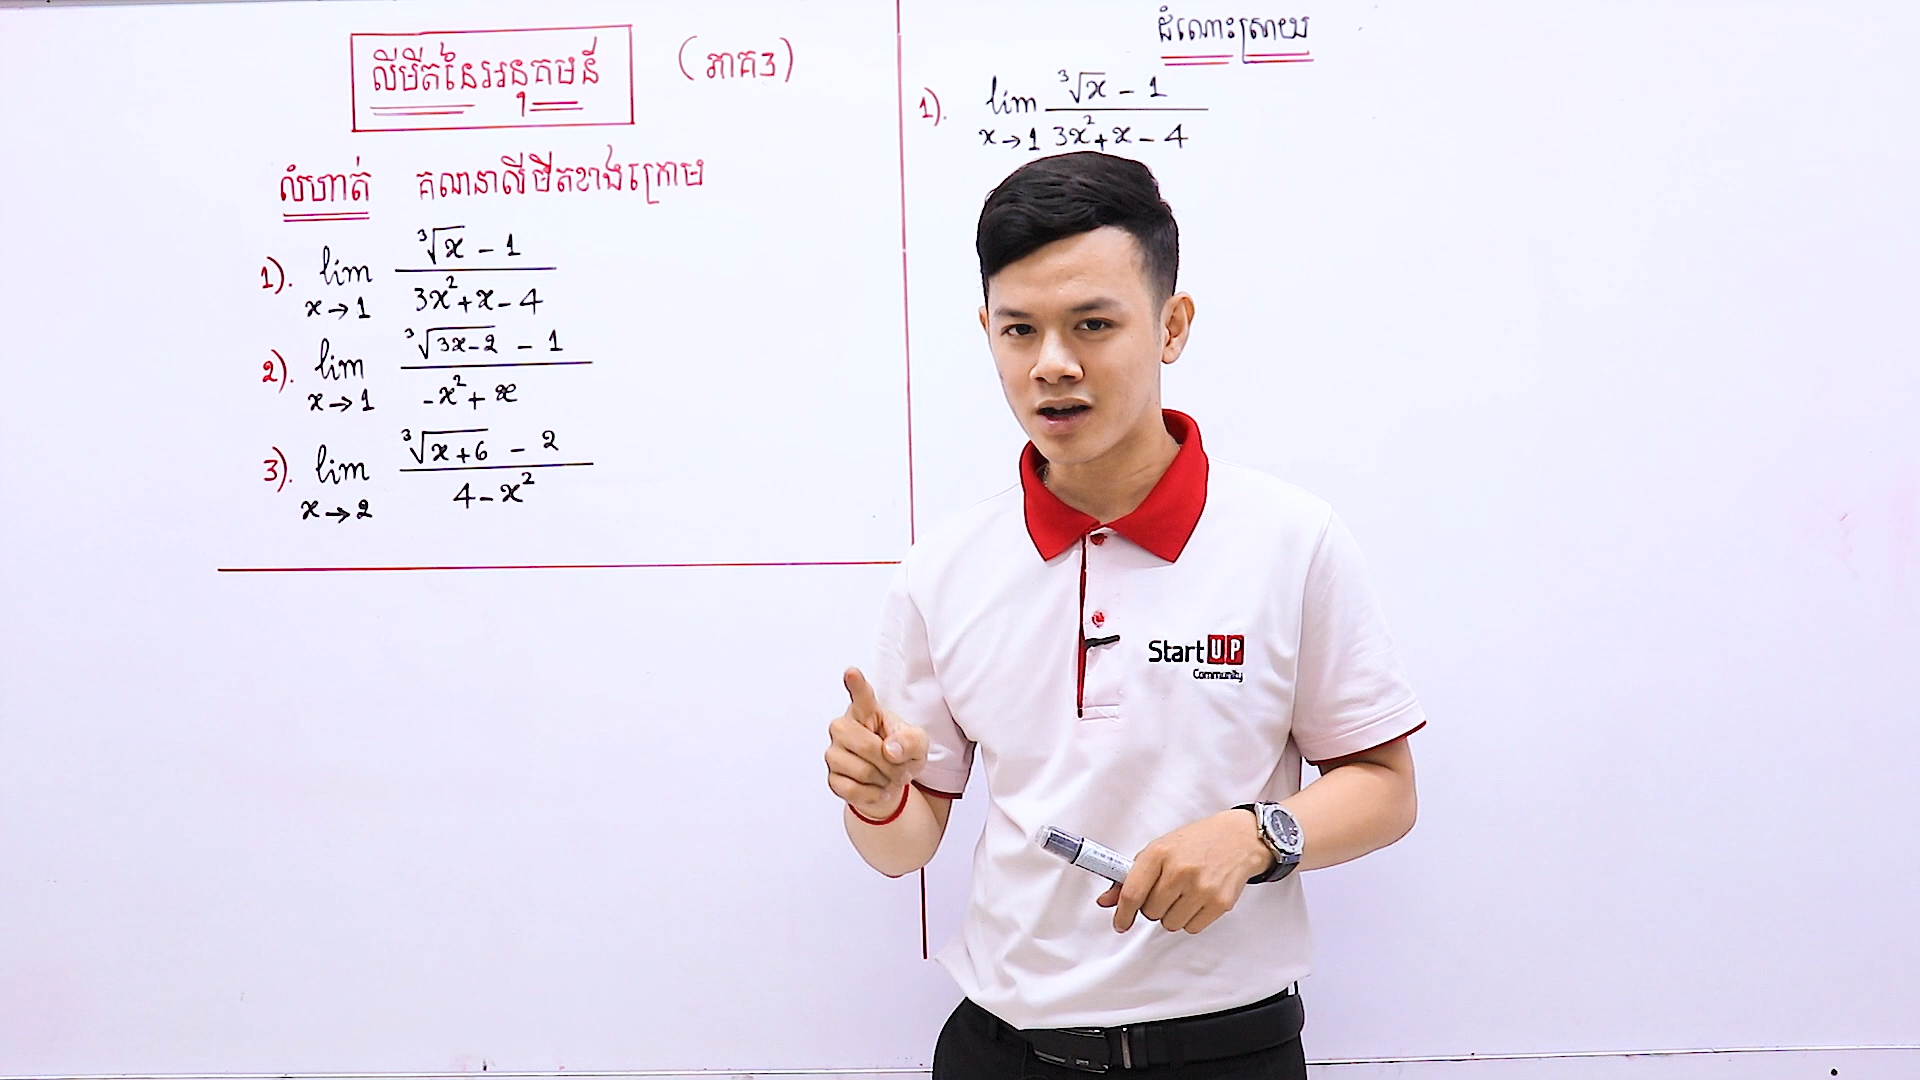 លីមីតនៃអនុគមន៍ (ភាគ3)
លំហាត់ គណនាលីមីតខាងក្រោម
1). lim x→1 (∛x - 1)/(3x² + x - 4)
2). lim x→1 (∛(3x-2) - 1)/(-x² + x)
3). lim x→2 (∛(x+6) - 2)/(4 - x²)
ដំណោះស្រាយ
1). lim x→1 (∛x - 1)/(3x² + x - 4)
StartUP
Community